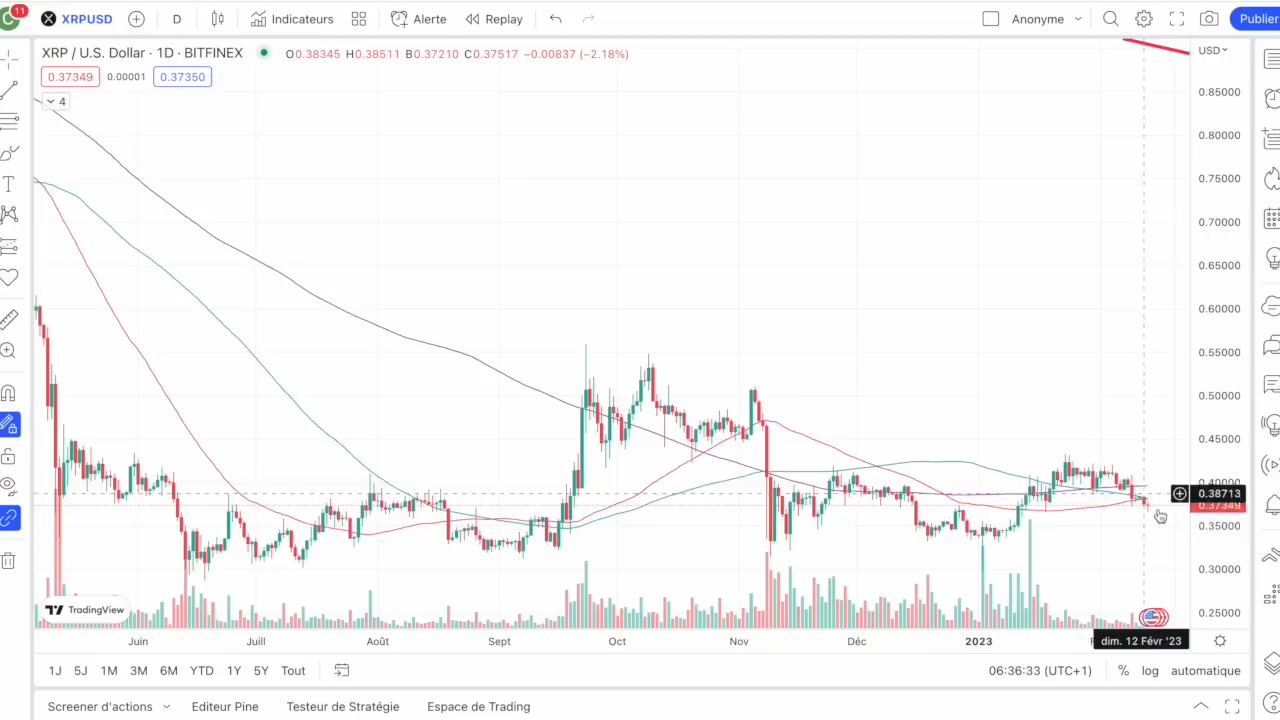 11
C
XRPUSD
D
Indicateurs
Alerte
Replay
Anonyme
Publier
XRP / U.S. Dollar · 1D · BITFINEX
O0.38345 H0.38511 B0.37210 C0.37517 −0.00837 (−2.18%)
USD
0.37349
0.00001
0.37350
4
0.85000
0.80000
0.75000
0.70000
0.65000
0.60000
0.55000
0.50000
0.45000
0.40000
0.38713
0.37349
0.35000
0.30000
0.25000
TradingView
Juin
Juill
Août
Sept
Oct
Nov
Déc
2023
dim. 12 Févr '23
1J
5J
1M
3M
6M
YTD
1Y
5Y
Tout
06:36:33 (UTC+1)
%
log
automatique
Screener d'actions
Editeur Pine
Testeur de Stratégie
Espace de Trading